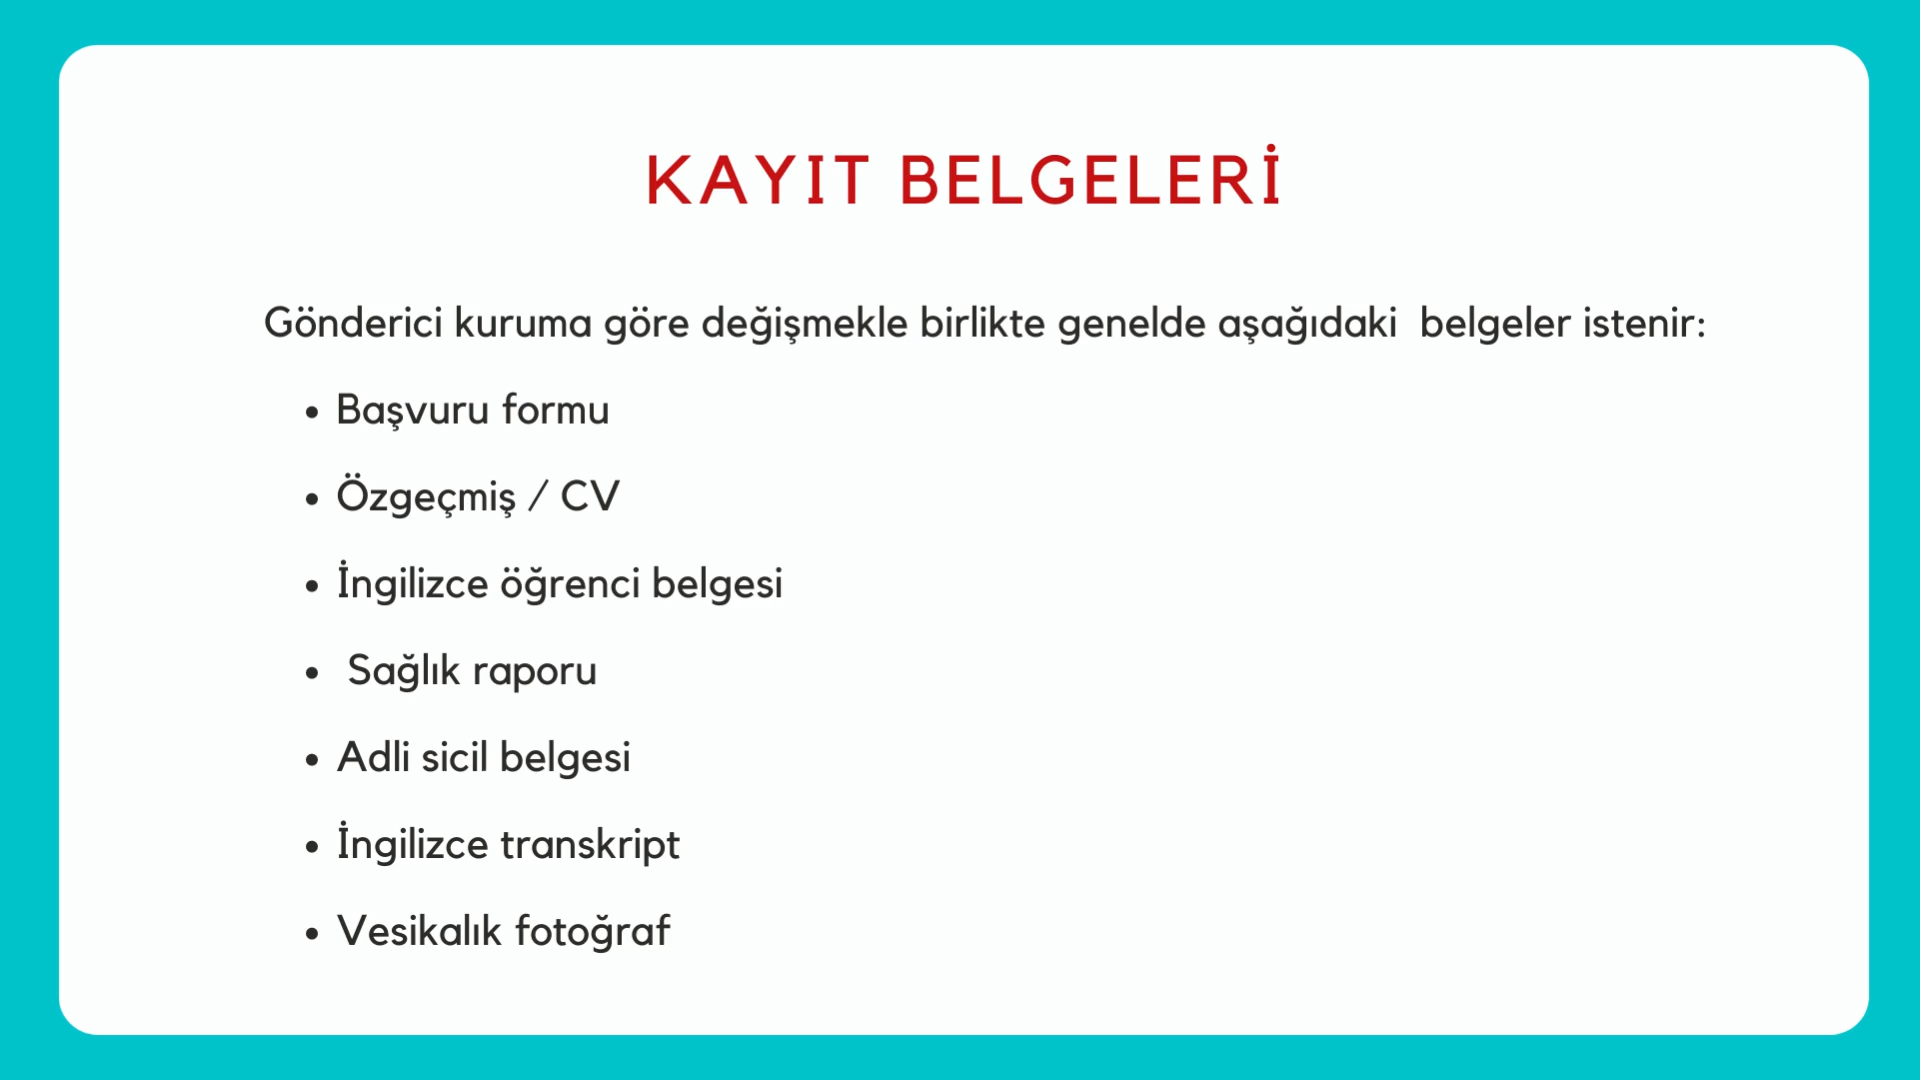 KAYIT BELGELERİ
Gönderici kuruma göre değişmekle birlikte genelde aşağıdaki  belgeler istenir:
• Başvuru formu
• Özgeçmiş / CV
• İngilizce öğrenci belgesi
•  Sağlık raporu
• Adli sicil belgesi
• İngilizce transkript
• Vesikalık fotoğraf